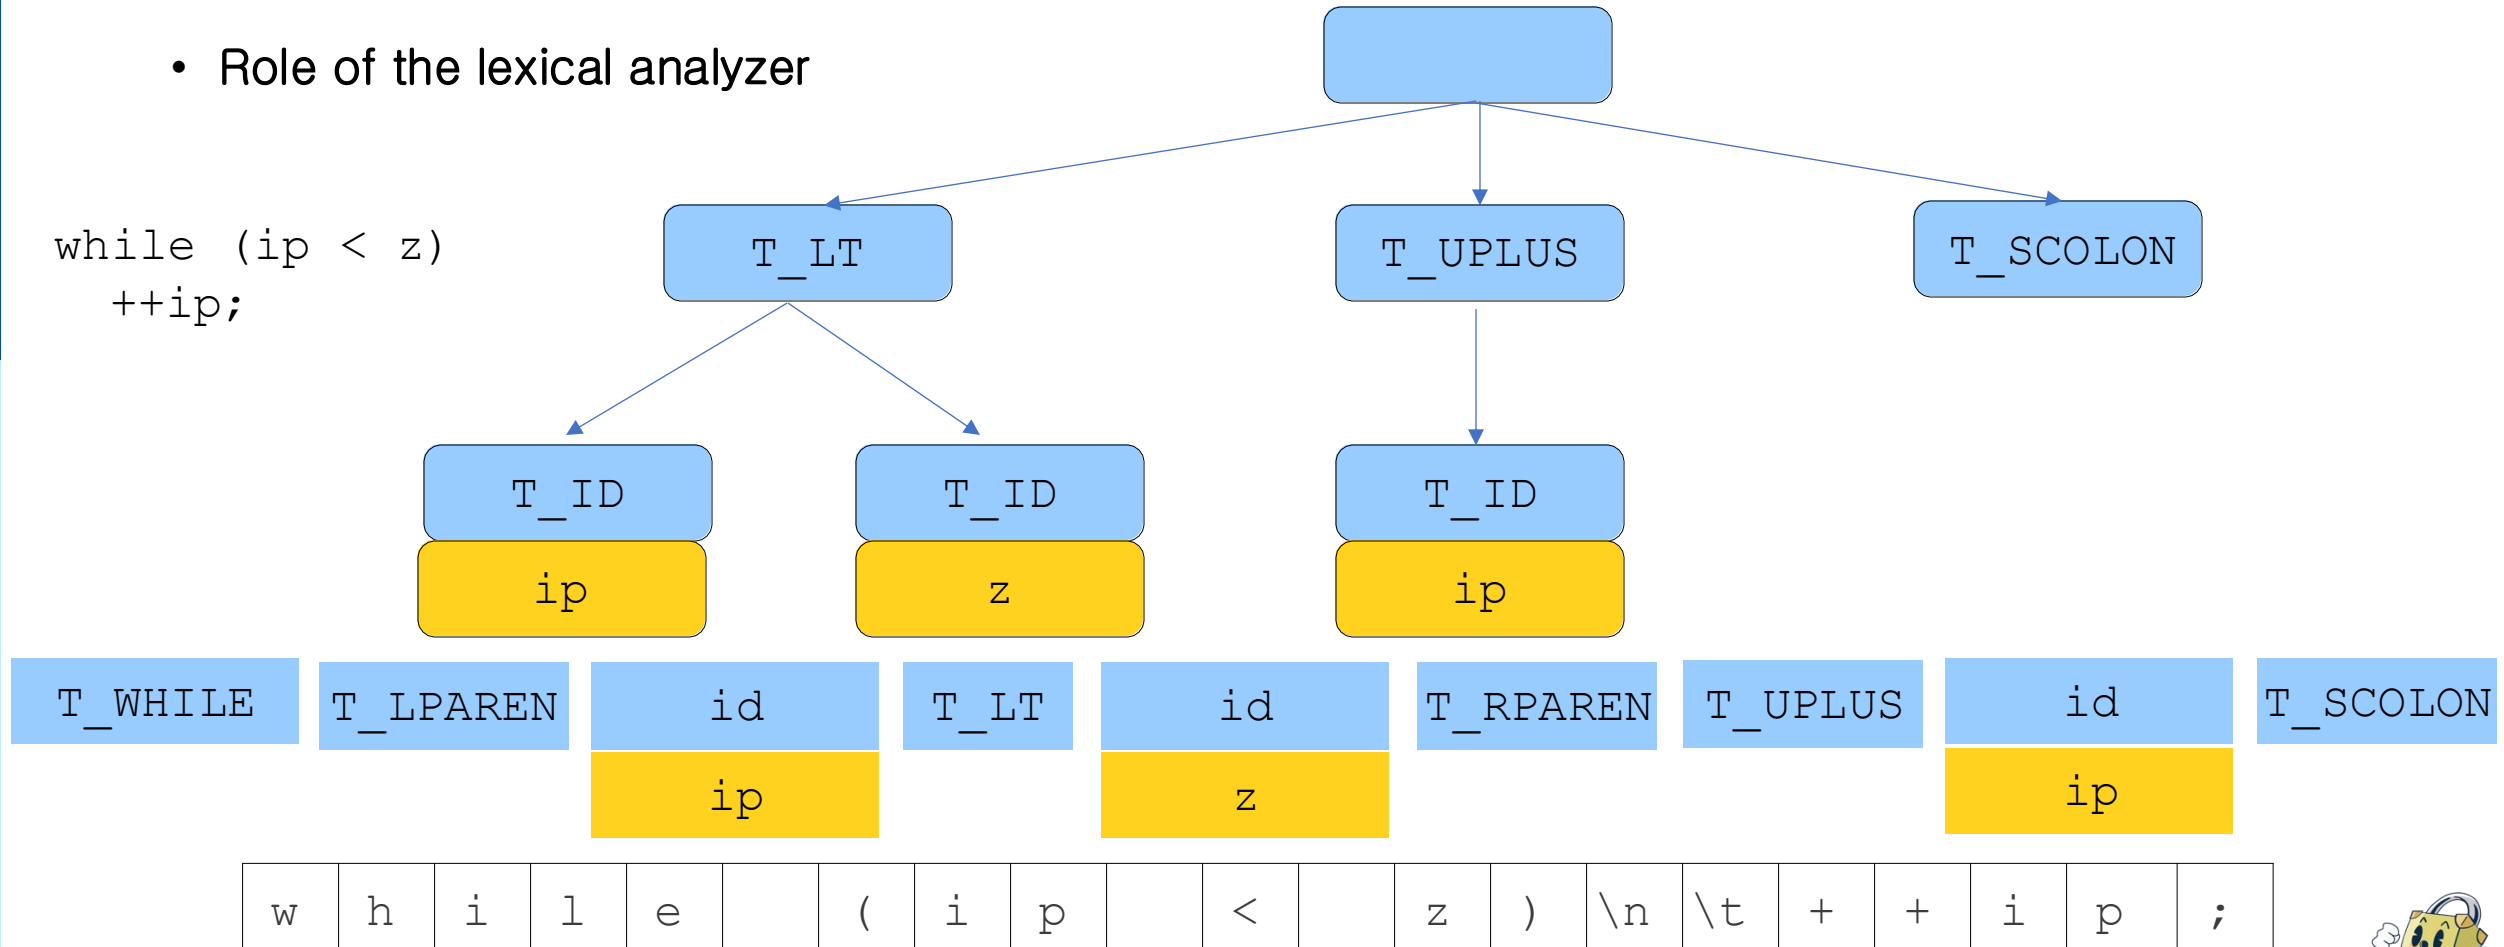 • Role of the lexical analyzer
while (ip < z)
++ip;
T_LT
T_UPLUS
T_SCOLON
T_ID
T_ID
T_ID
ip
z
ip
T_WHILE
T_LPAREN
id
T_LT
id
T_RPAREN
T_UPLUS
id
T_SCOLON
ip
z
ip
w h i l e ( i p < z ) \n \t + + i p ;